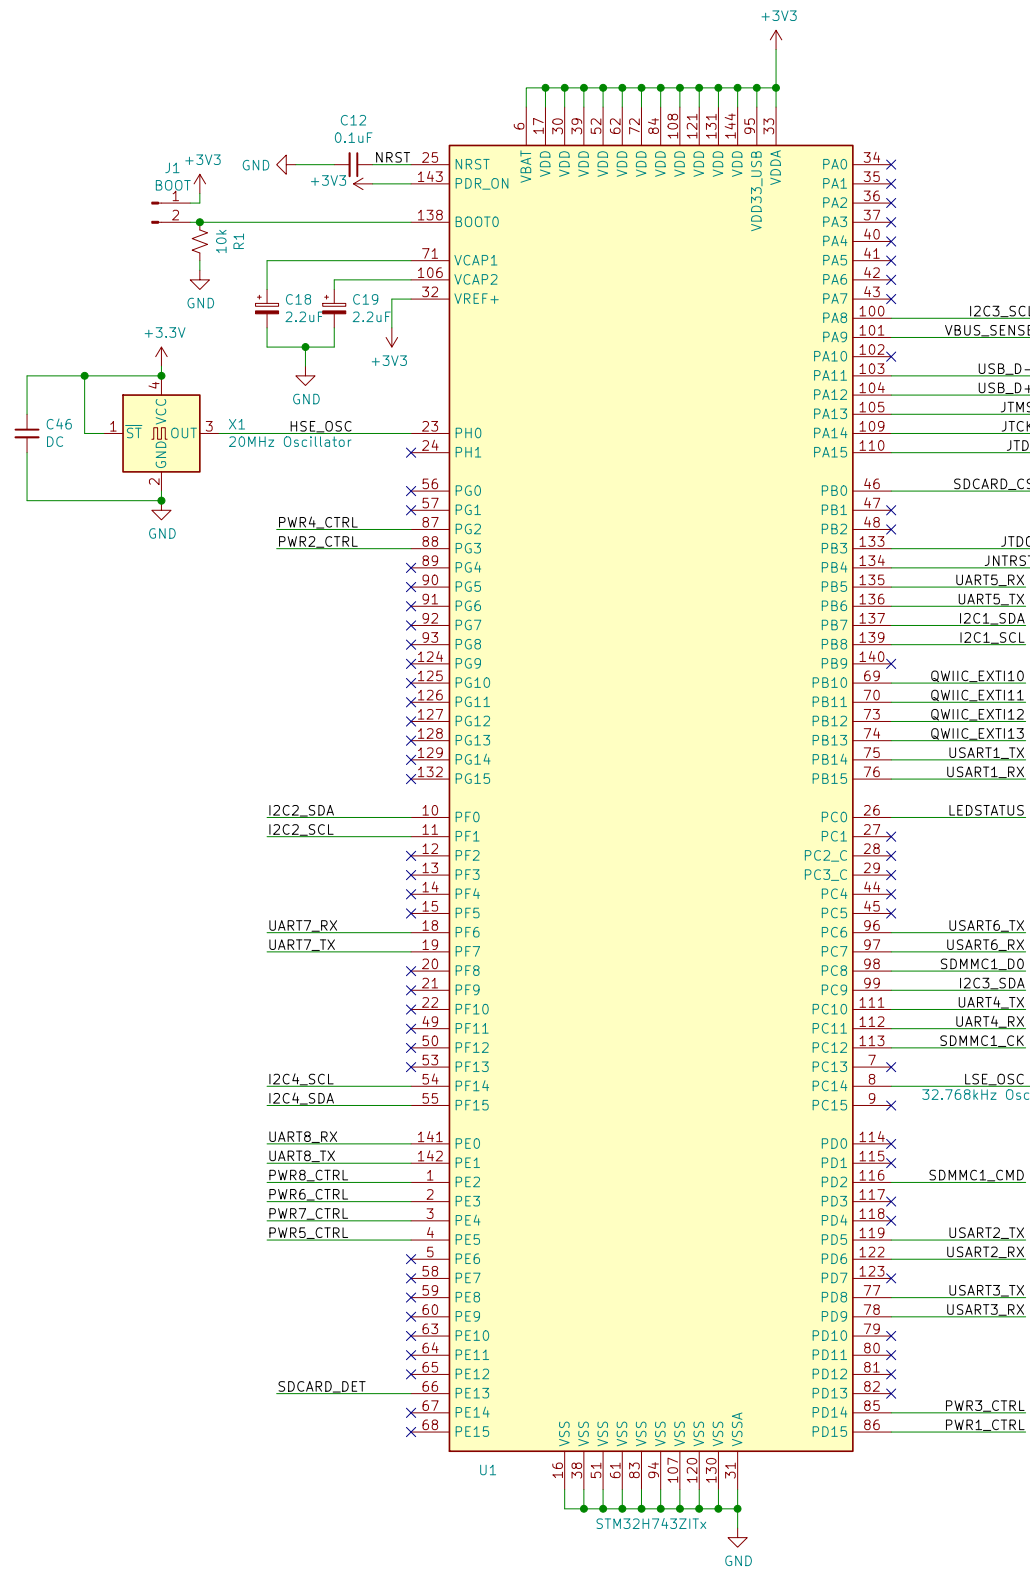 +3V3
6 17 30 39 52 62 72 84 108 121 131 144 95 33
VBAT VDD VDD VDD VDD VDD VDD VDD VDD VDD VDD VDD VDD33_USB VDDA
C12
0.1uF
GND
NRST 25 NRST
+3V3 143 PDR_ON
J1
BOOT
+3V3
1
2
138 BOOT0
10k
R1
GND
71 VCAP1
106 VCAP2
32 VREF+
C18
2.2uF
C19
2.2uF
+3V3
GND
+3.3V
C46
DC
4
VCC
1 ST OUT 3
GND
2
GND
X1
20MHz Oscillator
HSE_OSC 23 PH0
24 PH1
56 PG0
57 PG1
PWR4_CTRL 87 PG2
PWR2_CTRL 88 PG3
89 PG4
90 PG5
91 PG6
92 PG7
93 PG8
124 PG9
125 PG10
126 PG11
127 PG12
128 PG13
129 PG14
132 PG15
I2C2_SDA 10 PF0
I2C2_SCL 11 PF1
12 PF2
13 PF3
14 PF4
15 PF5
UART7_RX 18 PF6
UART7_TX 19 PF7
20 PF8
21 PF9
22 PF10
49 PF11
50 PF12
53 PF13
I2C4_SCL 54 PF14
I2C4_SDA 55 PF15
UART8_RX 141 PE0
UART8_TX 142 PE1
PWR8_CTRL 1 PE2
PWR6_CTRL 2 PE3
PWR7_CTRL 3 PE4
PWR5_CTRL 4 PE5
5 PE6
58 PE7
59 PE8
60 PE9
63 PE10
64 PE11
65 PE12
SDCARD_DET 66 PE13
67 PE14
68 PE15
PA0 34
PA1 35
PA2 36
PA3 37
PA4 40
PA5 41
PA6 42
PA7 43
PA8 100 I2C3_SCL
PA9 101 VBUS_SENSE
PA10 102
PA11 103 USB_D-
PA12 104 USB_D+
PA13 105 JTMS
PA14 109 JTCK
PA15 110 JTD
PB0 46 SDCARD_CS
PB1 47
PB2 48
PB3 133 JTDO
PB4 134 JNTRST
PB5 135 UART5_RX
PB6 136 UART5_TX
PB7 137 I2C1_SDA
PB8 139 I2C1_SCL
PB9 140
PB10 69 QWIIC_EXTI10
PB11 70 QWIIC_EXTI11
PB12 73 QWIIC_EXTI12
PB13 74 QWIIC_EXTI13
PB14 75 USART1_TX
PB15 76 USART1_RX
PC0 26 LEDSTATUS
PC1 27
PC2_C 28
PC3_C 29
PC4 44
PC5 45
PC6 96 USART6_TX
PC7 97 USART6_RX
PC8 98 SDMMC1_D0
PC9 99 I2C3_SDA
PC10 111 UART4_TX
PC11 112 UART4_RX
PC12 113 SDMMC1_CK
PC13 7
PC14 8 LSE_OSC
32.768kHz Osc
PC15 9
PD0 114
PD1 115
PD2 116 SDMMC1_CMD
PD3 117
PD4 118
PD5 119 USART2_TX
PD6 122 USART2_RX
PD7 123
PD8 77 USART3_TX
PD9 78 USART3_RX
PD10 79
PD11 80
PD12 81
PD13 82
PD14 85 PWR3_CTRL
PD15 86 PWR1_CTRL
VSS VSS VSS VSS VSS VSS VSS VSS VSS VSSA
U1
16 38 51 61 83 94 107 120 130 31
STM32H743ZITx
GND